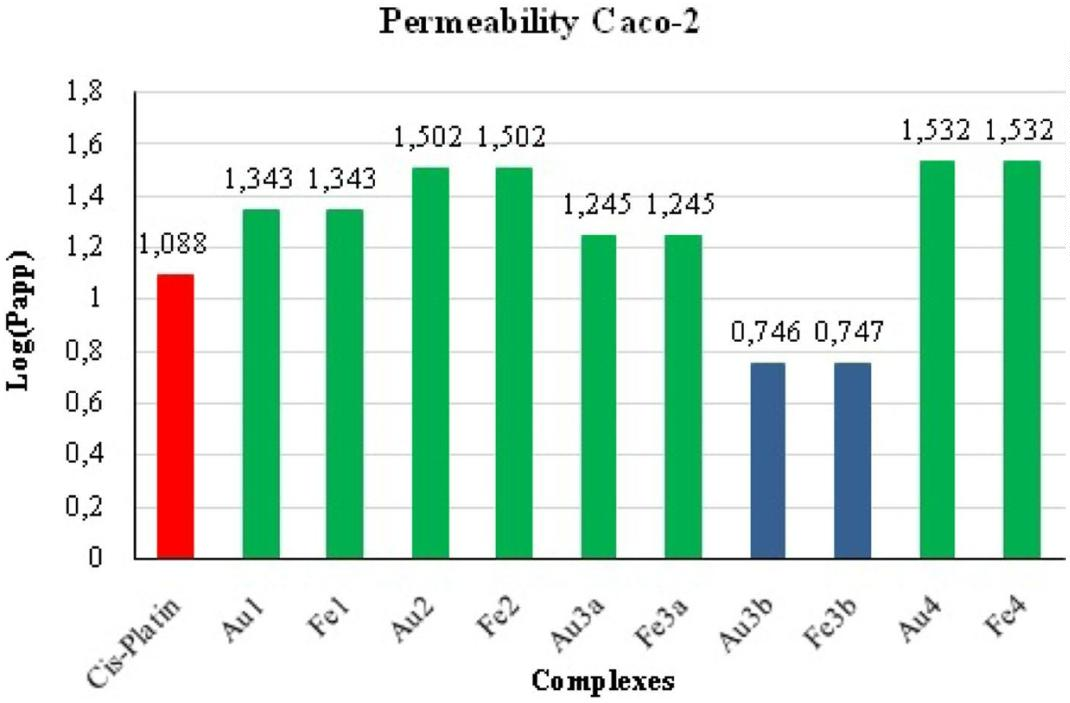 Permeability Caco-2
1,8
1,6
1,4
1,2
1
0,8
0,6
0,4
0,2
0
Log(Papp)
1,088
1,343
1,343
1,502
1,502
1,245
1,245
0,746
0,747
1,532
1,532
Cis-Platin
Au1
Fe1
Au2
Fe2
Au3a
Fe3a
Au3b
Fe3b
Au4
Fe4
Complexes